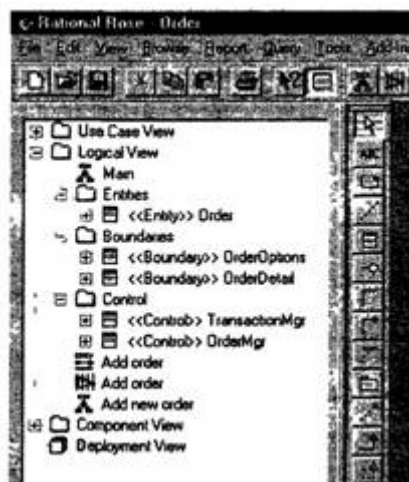 Rational Rose - Order
File Edit View Browse Report Query Tools Add-Ins
Use Case View
Logical View
Main
Entities
<<Entity>> Order
Boundaries
<<Boundary>> OrderOptions
<<Boundary>> OrderDetail
Control
<<Control>> TransactionMgr
<<Control>> OrderMgr
Add order
Add order
Add new order
Component View
Deployment View
ABC